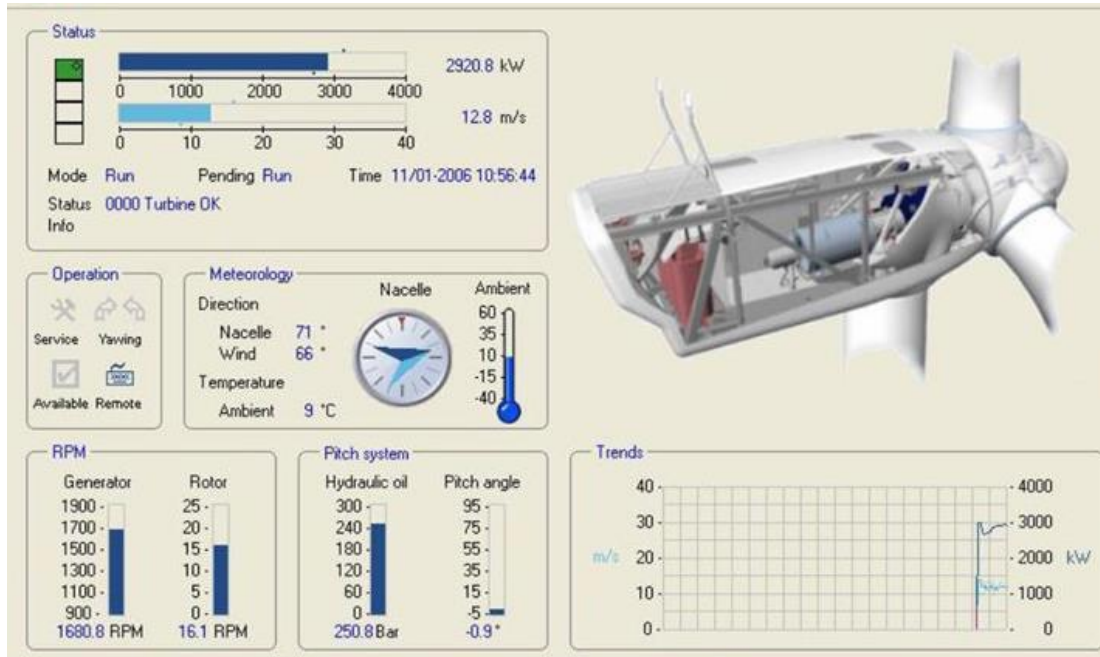 Status
2920.8 kW
0 1000 2000 3000 4000
12.8 m/s
0 10 20 30 40
Mode Run Pending Run Time 11/01-2006 10:56:44
Status 0000 Turbine OK
Info
Operation
Service Yawing
Available Remote
Meteorology
Direction
Nacelle 71 °
Wind 66 °
Temperature
Ambient 9 °C
Nacelle
Ambient
60
35
10
-15
-40
RPM
Generator
1900
1700
1500
1300
1100
900
1680.8 RPM
Rotor
25
20
15
10
5
0
16.1 RPM
Pitch system
Hydraulic oil
300
240
180
120
60
0
250.8 Bar
Pitch angle
95
75
55
35
15
-5
-0.9 °
Trends
40
30
m/s
20
10
0
4000
3000
2000 kW
1000
0